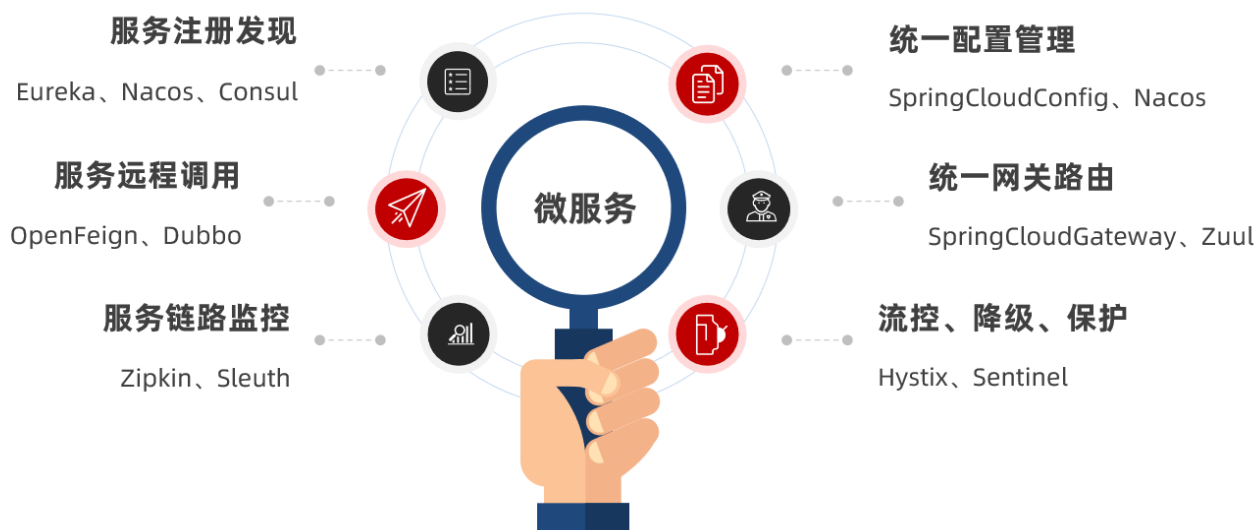 服务注册发现
Eureka、Nacos、Consul
服务远程调用
OpenFeign、Dubbo
服务链路监控
Zipkin、Sleuth
微服务
统一配置管理
SpringCloudConfig、Nacos
统一网关路由
SpringCloudGateway、Zuul
流控、降级、保护
Hystix、Sentinel